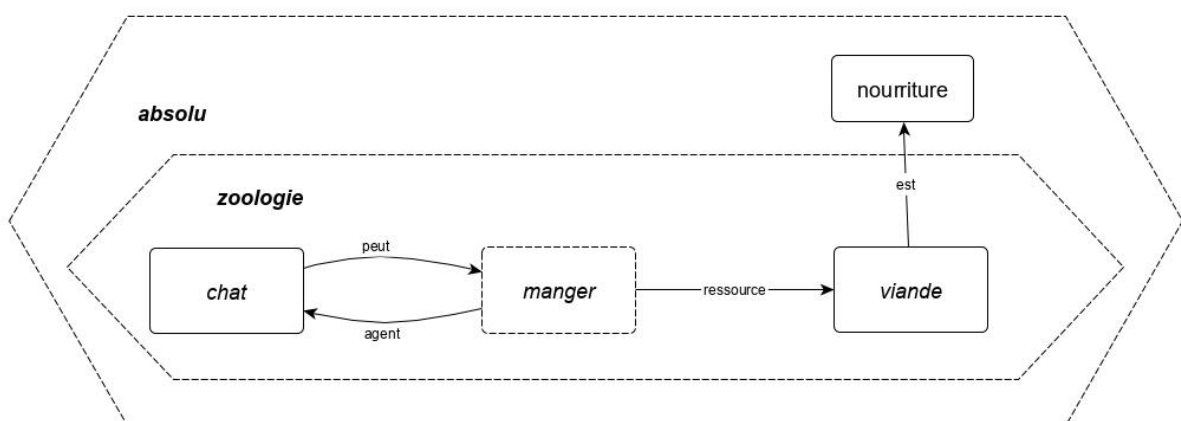 nourriture
absolu
est
zoologie
peut
chat
manger
ressource
viande
agent